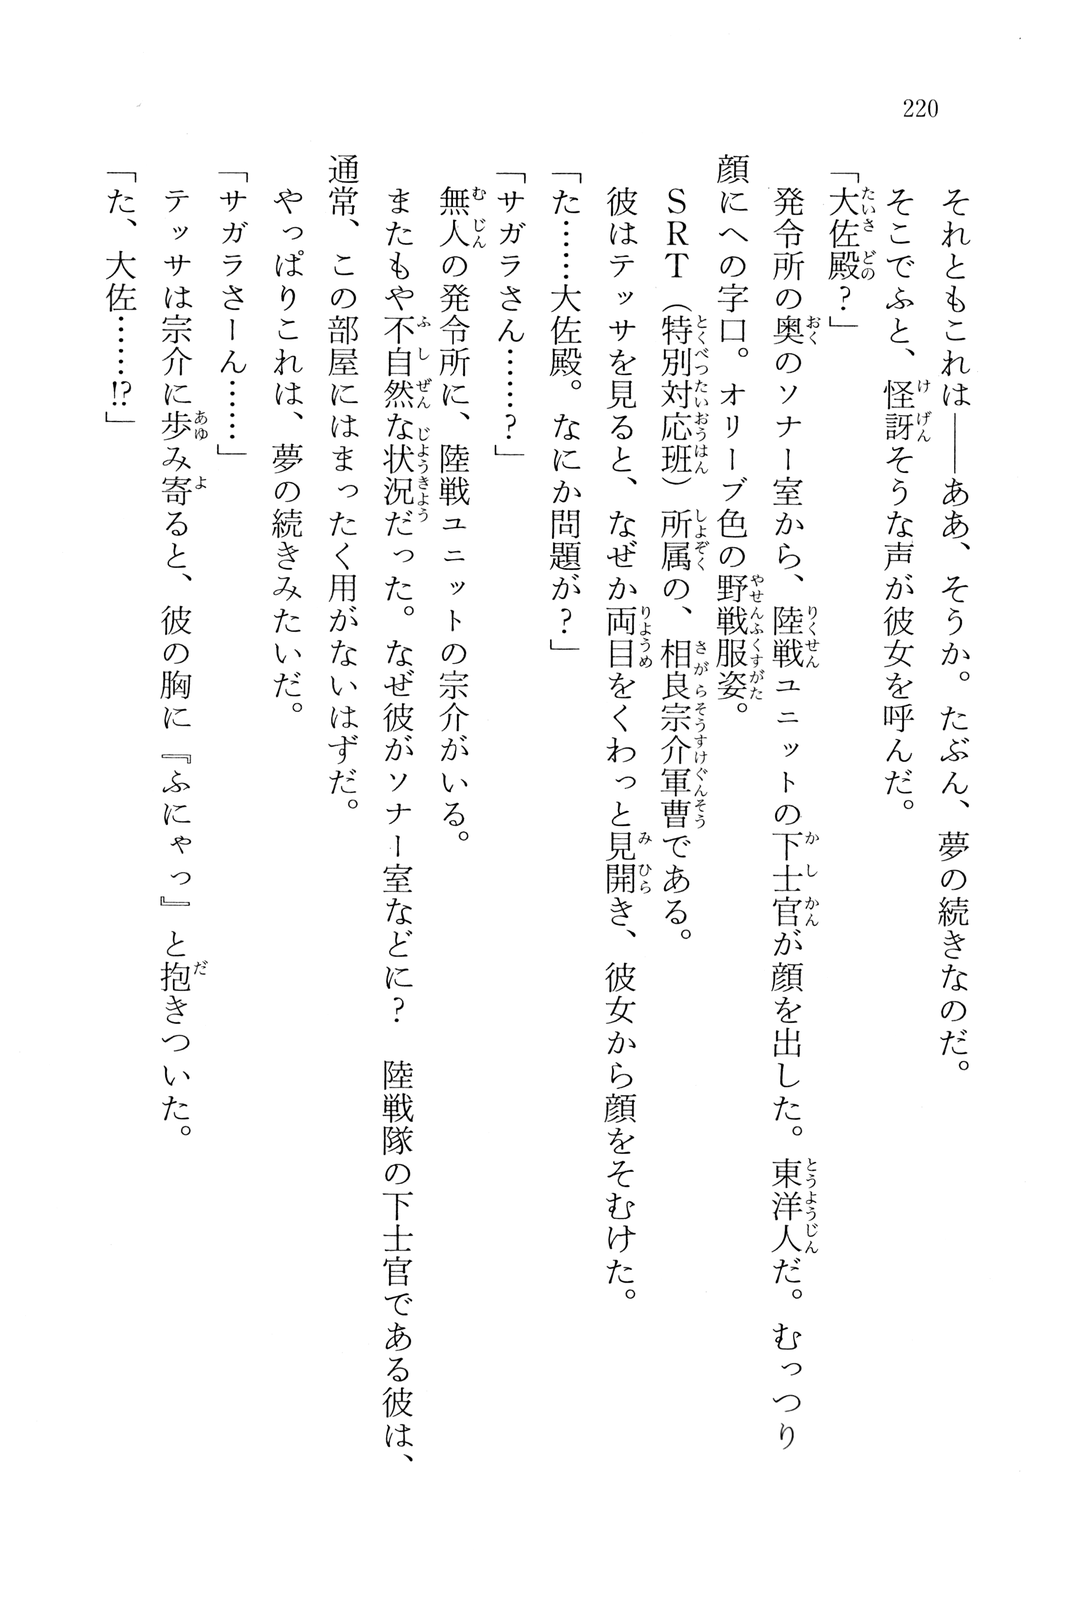 220
それともこれは――ああ、そうか。たぶん、夢の続きなのだ。
そこでふと、怪訝そうな声が彼女を呼んだ。
「大佐殿?」
発令所の奥のソナー室から、陸戦ユニットの下士官が顔を出した。東洋人だ。むっつり
顔にへの字口。オリーブ色の野戦服姿。
SRT(特別対応班)所属の、相良宗介軍曹である。
彼はテッサを見ると、なぜか両目をくわっと見開き、彼女から顔をそむけた。
「た……大佐殿。なにか問題が?」
「サガラさん……?」
無人の発令所に、陸戦ユニットの宗介がいる。
またもや不自然な状況だった。なぜ彼がソナー室などに? 陸戦隊の下士官である彼は、
通常、この部屋にはまったく用がないはずだ。
やっぱりこれは、夢の続きみたいだ。
「サガラさーん……」
テッサは宗介に歩み寄ると、彼の胸に『ふにゃっ』と抱きついた。
「た、大佐……!?」